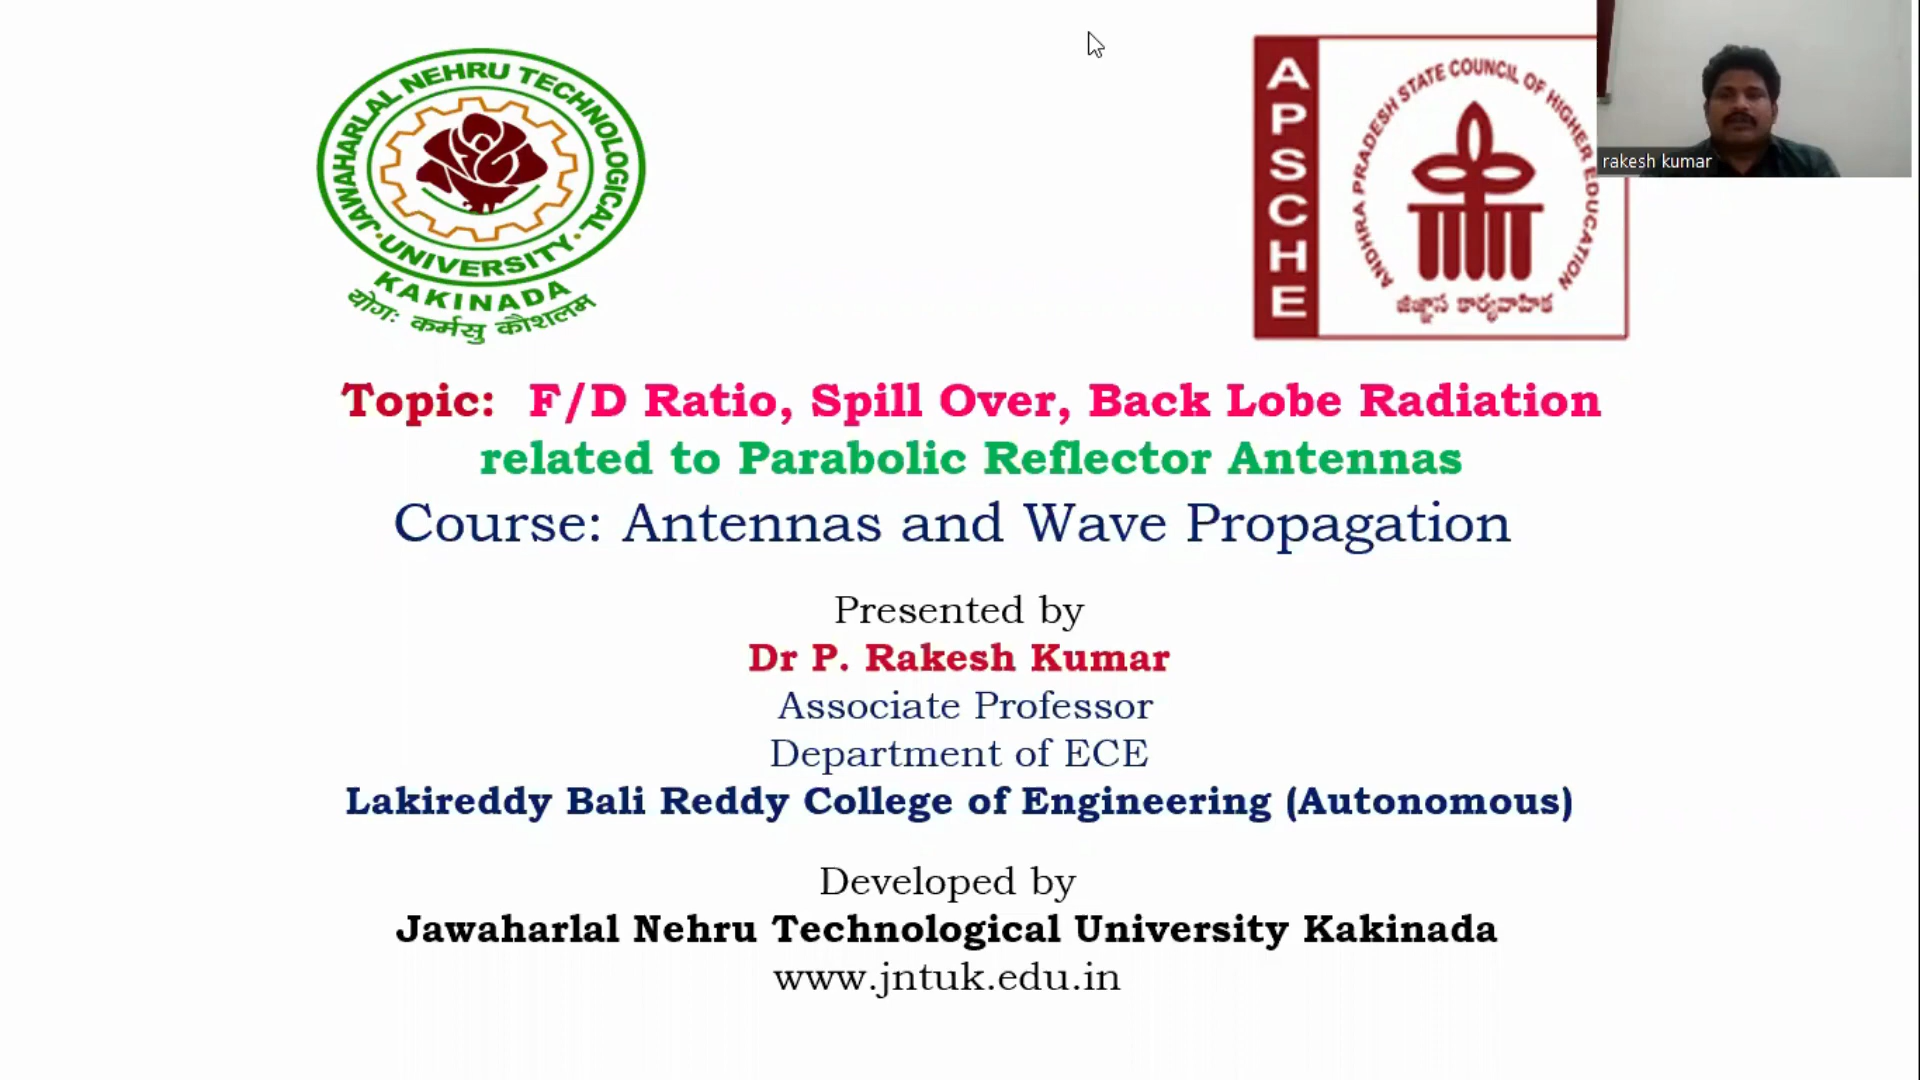 JAWAHARLAL NEHRU TECHNOLOGICAL
·UNIVERSITY·
KAKINADA
योगः कर्मसु कौशलम
APSCHE
ANDHRA PRADESH STATE COUNCIL OF HIGHER EDUCATION
జిజ్ఞాస కార్యవాహిక
rakesh kumar
Topic: F/D Ratio, Spill Over, Back Lobe Radiation
related to Parabolic Reflector Antennas
Course: Antennas and Wave Propagation
Presented by
Dr P. Rakesh Kumar
Associate Professor
Department of ECE
Lakireddy Bali Reddy College of Engineering (Autonomous)
Developed by
Jawaharlal Nehru Technological University Kakinada
www.jntuk.edu.in